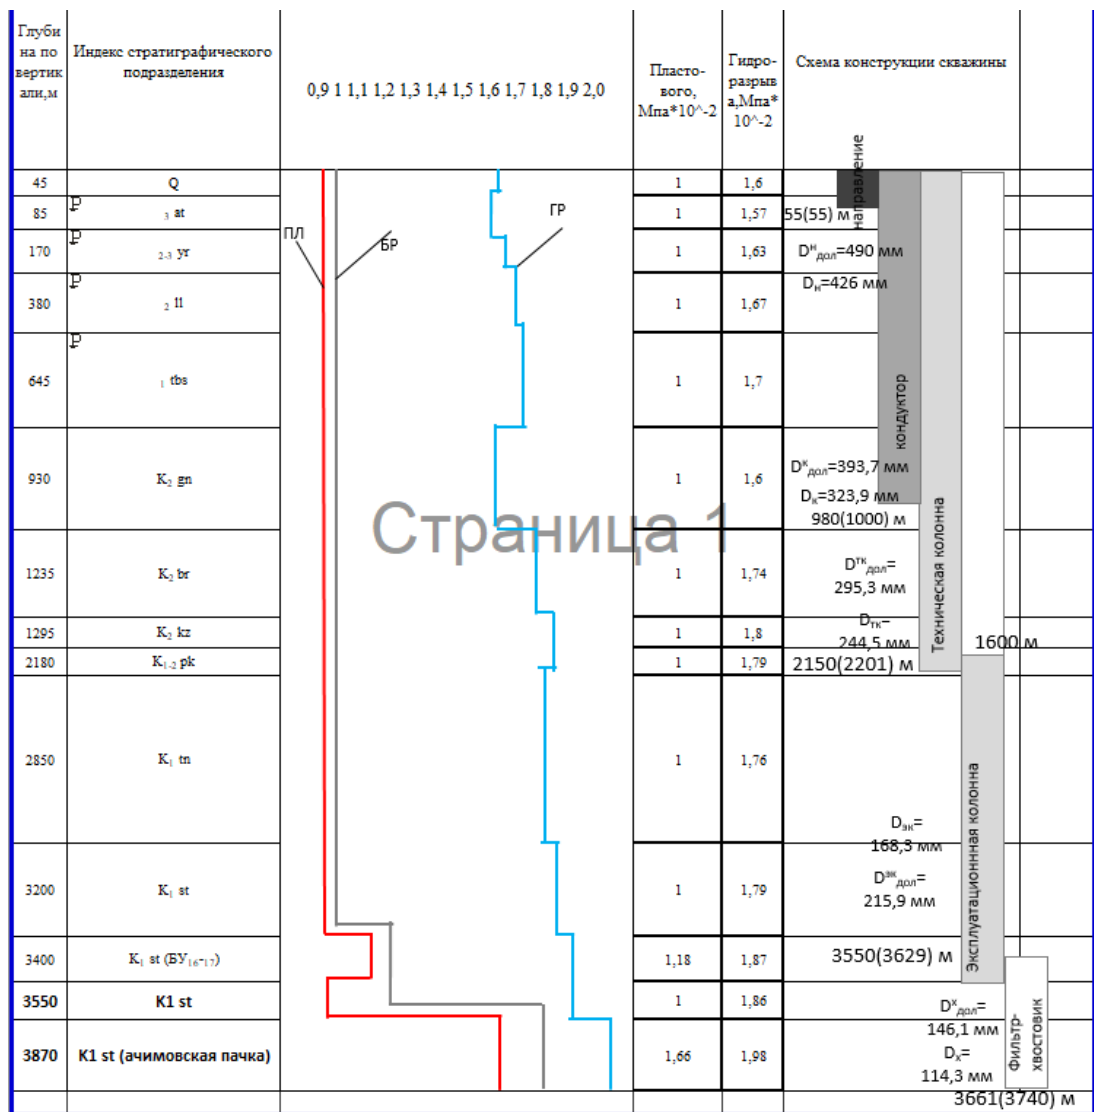 Глуби
на по
вертик
али,м
Индекс стратиграфического
подразделения
0,9 1 1,1 1,2 1,3 1,4 1,5 1,6 1,7 1,8 1,9 2,0
Пласто-
вого,
Мпа*10^-2
Гидро-
разрыв
а,Мпа*
10^-2
Схема конструкции скважины
45 Q 1 1,6
85 P 3 at 1 1,57
170 P 2-3 yr 1 1,63
380 P 2 ll 1 1,67
645 P 1 tbs 1 1,7
930 K2 gn 1 1,6
1235 K2 br 1 1,74
1295 K2 kz 1 1,8
2180 K1-2 pk 1 1,79
2850 K1 tn 1 1,76
3200 K1 st 1 1,79
3400 K1 st (БУ16-17) 1,18 1,87
3550 K1 st 1 1,86
3870 K1 st (ачимовская пачка) 1,66 1,98
ПЛ
БР
ГР
Страница 1
направление
55(55) м
Dндол=490 мм
Dн=426 мм
кондуктор
Dкдол=393,7 мм
Dк=323,9 мм
980(1000) м
Техническая колонна
Dткдол=
295,3 мм
Dтк=
244,5 мм
1600 м
2150(2201) м
Эксплуатационнная колонна
Dэк=
168,3 мм
Dэкдол=
215,9 мм
3550(3629) м
Фильтр-
хвостовик
Dхдол=
146,1 мм
Dх=
114,3 мм
3661(3740) м